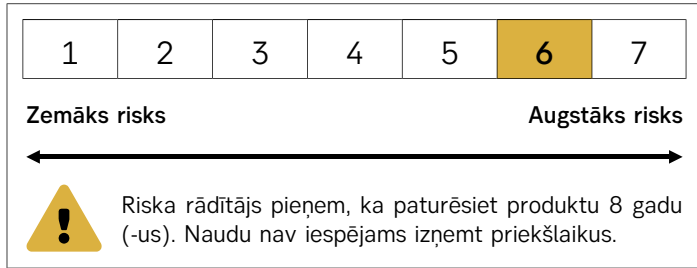 1 2 3 4 5 6 7
Zemāks risks Augstāks risks
Riska rādītājs pieņem, ka paturēsiet produktu 8 gadu
(-us). Naudu nav iespējams izņemt priekšlaikus.